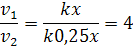 v₁/v₂ = kx/k0,25x = 4